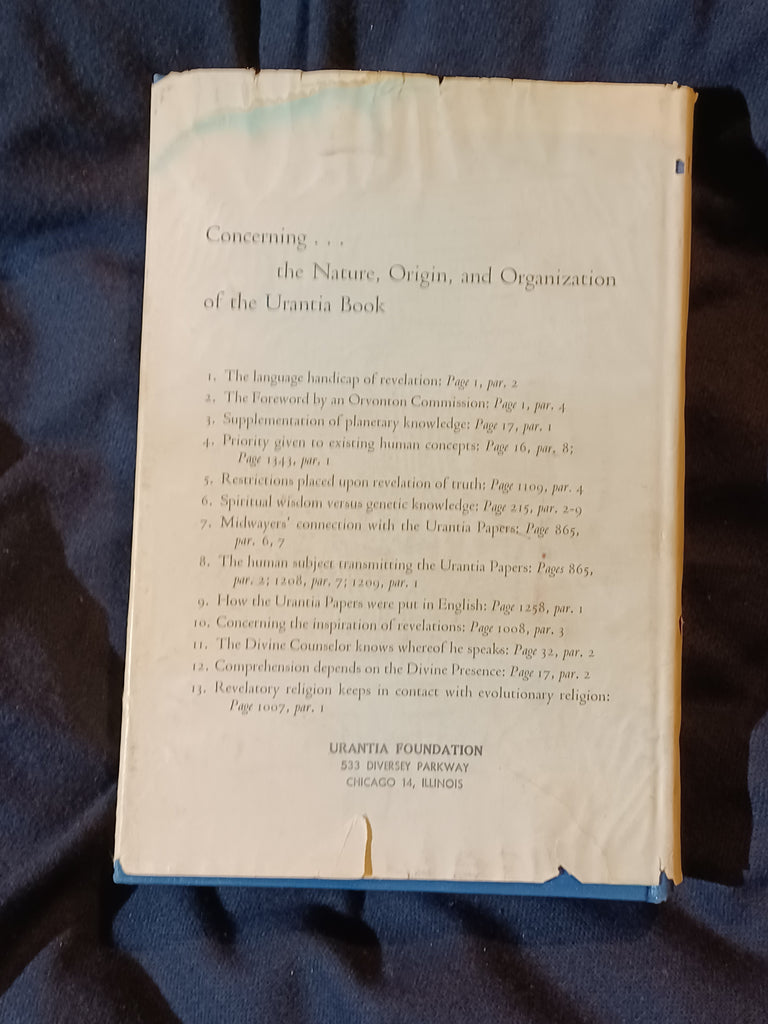 Concerning . . .
the Nature, Origin, and Organization
of the Urantia Book
1. The language handicap of revelation: Page 1, par. 2
2. The Foreword by an Orvonton Commission: Page 1, par. 4
3. Supplementation of planetary knowledge: Page 17, par. 1
4. Priority given to existing human concepts: Page 16, par. 8;
Page 1343, par. 1
5. Restrictions placed upon revelation of truth: Page 1109, par. 4
6. Spiritual wisdom versus genetic knowledge: Page 215, par. 2-9
7. Midwayers' connection with the Urantia Papers: Page 865,
par. 6, 7
8. The human subject transmitting the Urantia Papers: Pages 865,
par. 2; 1208, par. 7; 1209, par. 1
9. How the Urantia Papers were put in English: Page 1258, par. 1
10. Concerning the inspiration of revelations: Page 1008, par. 3
11. The Divine Counselor knows whereof he speaks: Page 32, par. 2
12. Comprehension depends on the Divine Presence: Page 17, par. 2
13. Revelatory religion keeps in contact with evolutionary religion:
Page 1007, par. 1
URANTIA FOUNDATION
533 DIVERSEY PARKWAY
CHICAGO 14, ILLINOIS